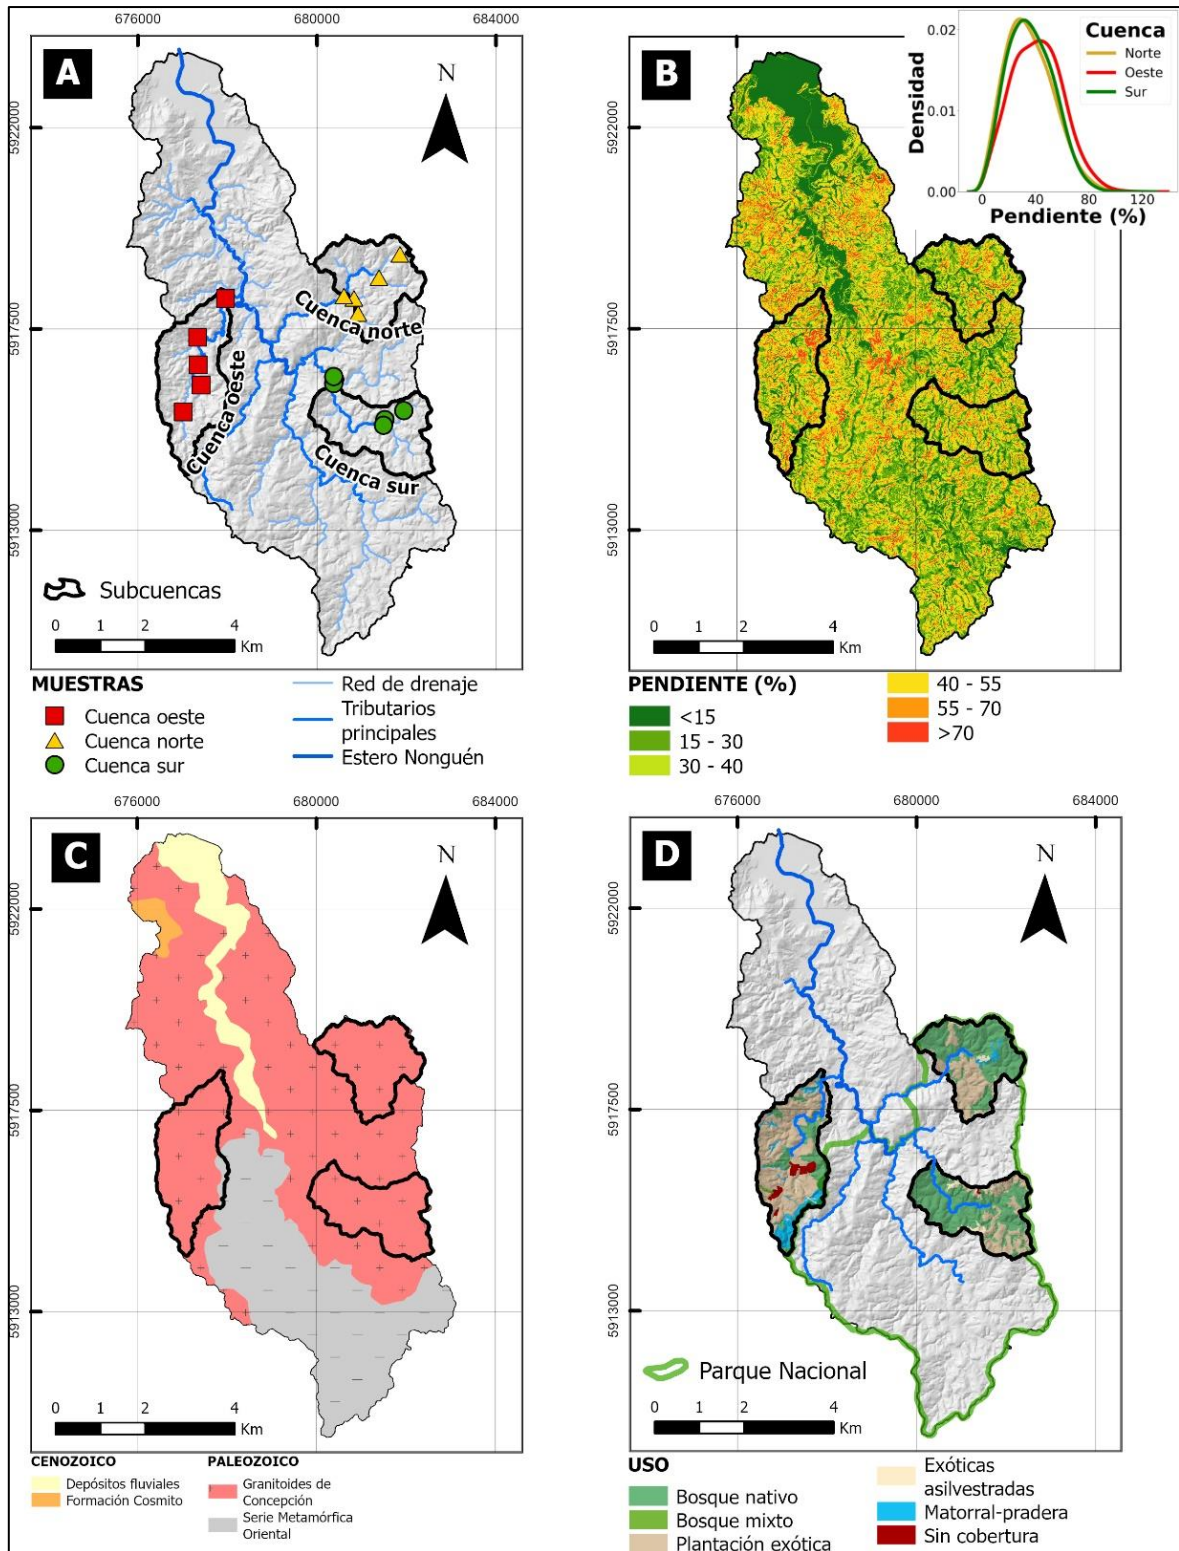 676000 680000 684000
A
N
5922000
5917500
5913000
Cuenca norte
Cuenca oeste
Cuenca sur
Subcuencas
0 1 2 4
Km
MUESTRAS
Cuenca oeste
Cuenca norte
Cuenca sur
Red de drenaje
Tributarios
principales
Estero Nonguén
B
5922000
5917500
5913000
0.02
0.01
0.00
Densidad
0 40 80 120
Pendiente (%)
Cuenca
Norte
Oeste
Sur
0 1 2 4
Km
PENDIENTE (%)
<15
15 - 30
30 - 40
40 - 55
55 - 70
>70
676000 680000 684000
C
N
5922000
5917500
5913000
0 1 2 4
Km
CENOZOICO
Depósitos fluviales
Formación Cosmito
PALEOZOICO
Granitoides de
Concepción
Serie Metamórfica
Oriental
676000 680000 684000
D
N
5922000
5917500
5913000
Parque Nacional
0 1 2 4
Km
USO
Bosque nativo
Bosque mixto
Plantación exótica
Exóticas
asilvestradas
Matorral-pradera
Sin cobertura